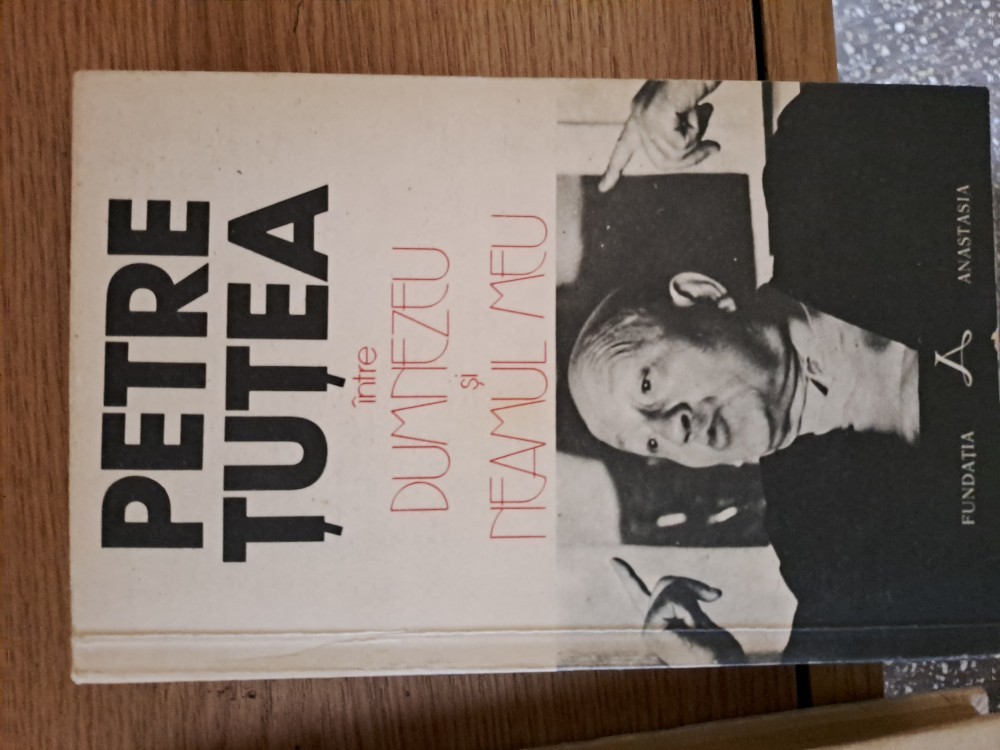 PETRE
ȚUȚEA
între
DUMNEZEU
și
NEAMUL MEU
FUNDAȚIA A ANASTASIA